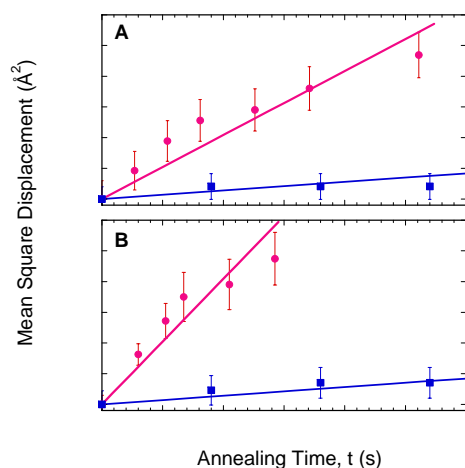 A
Mean Square Displacement (Å²)
B
Annealing Time, t (s)